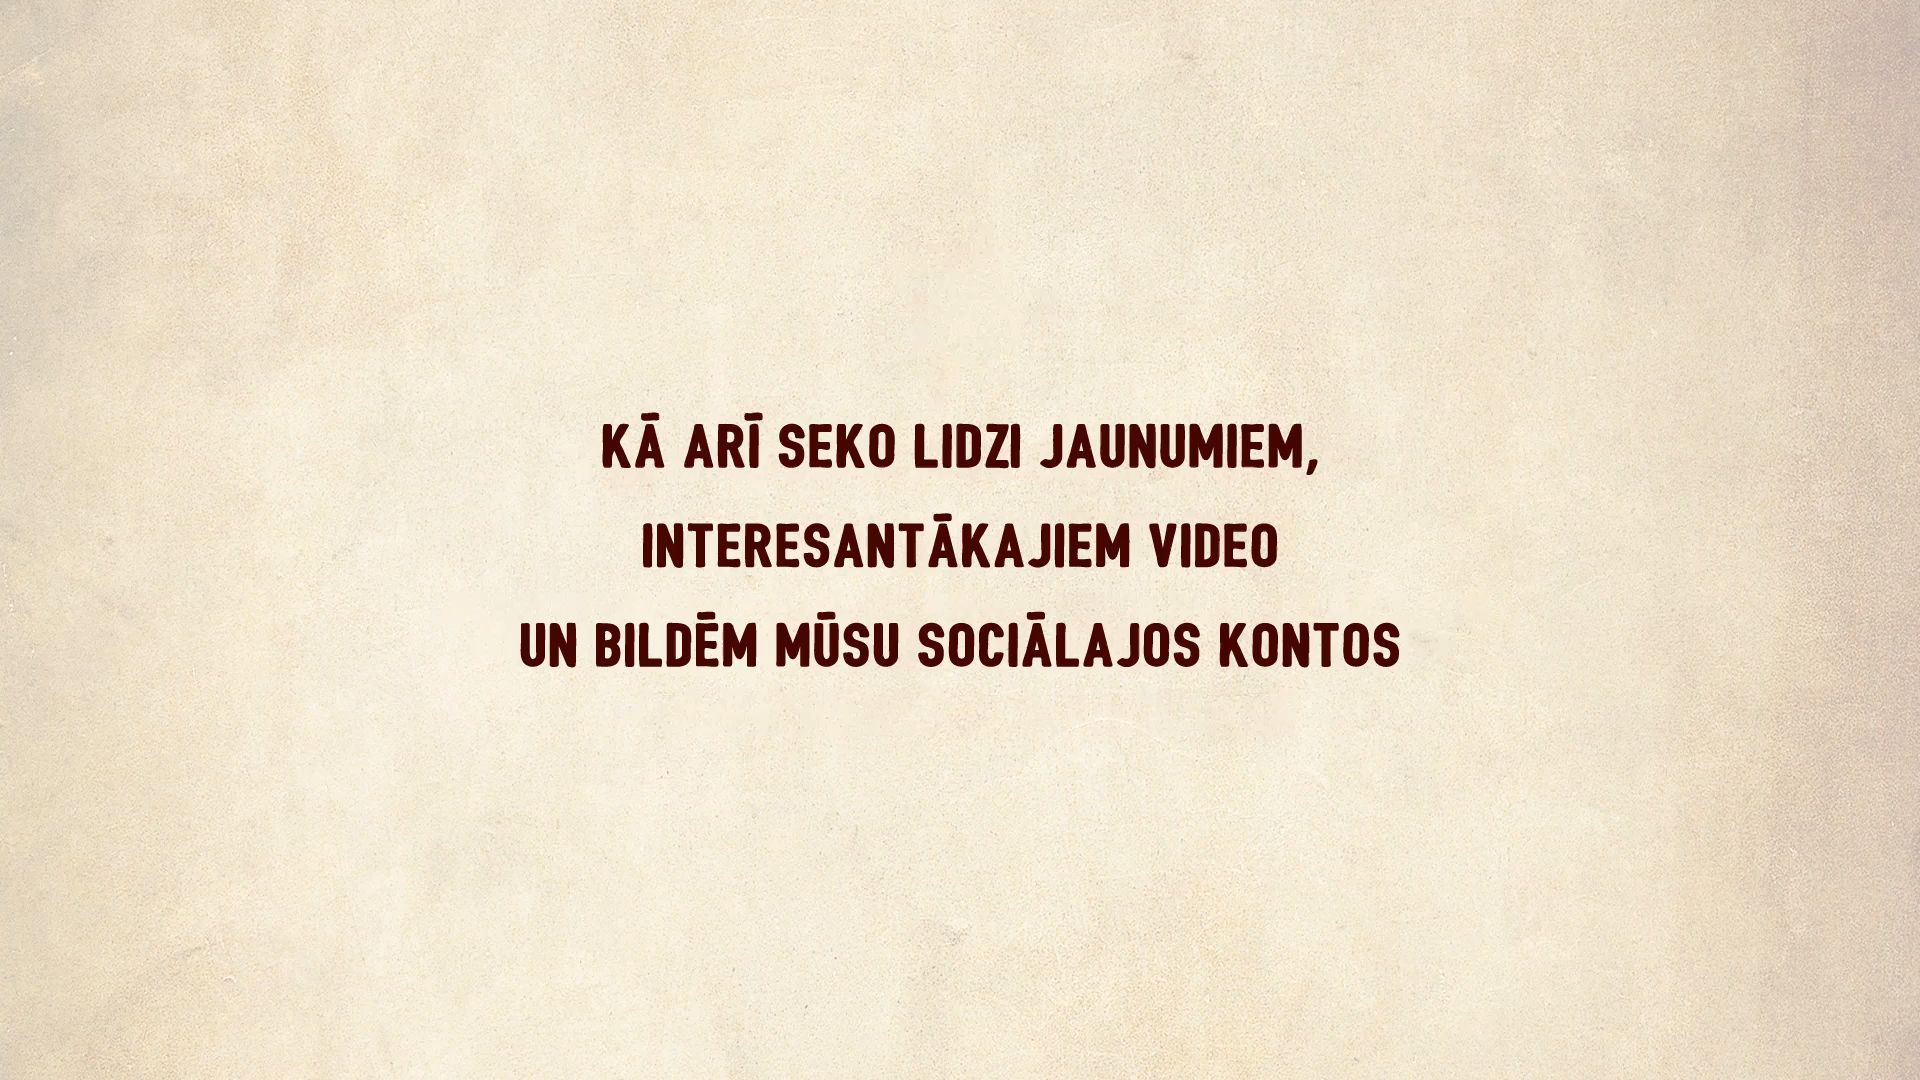 KĀ ARĪ SEKO LIDZI JAUNUMIEM,
INTERESANTĀKAJIEM VIDEO
UN BILDĒM MŪSU SOCIĀLAJOS KONTOS